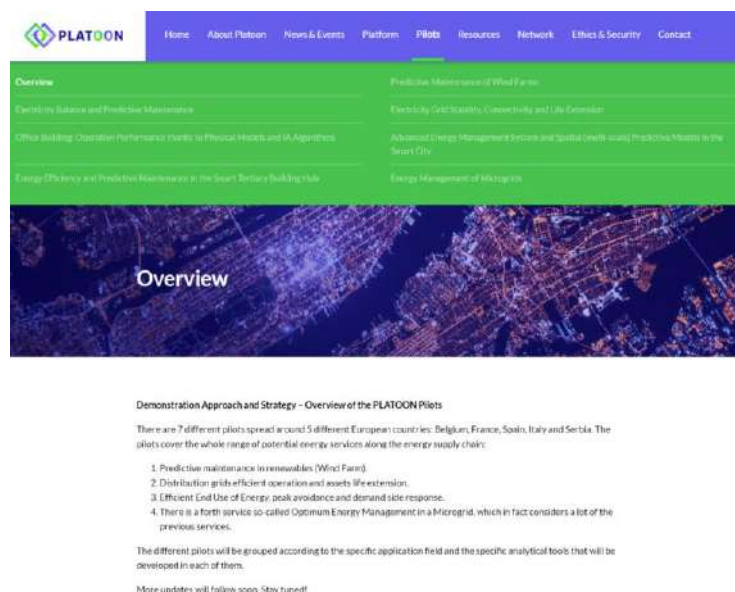 PLATOON
Home About Platoon News & Events Platform Pilots Resources Network Ethics & Security Contact
Overview
Predictive Maintenance of Wind Farms
Electricity Balance and Predictive Maintenance
Electricity Grid Stability, Connectivity and Life Extension
Office Building: Operation Performance thanks to Physical Models and IA Algorithms
Advanced Energy Management System and Spatial (multi-scale) Predictive Models in the
Smart City
Energy Efficiency and Predictive Maintenance in the Smart Tertiary Building Hubs
Energy Management of Microgrids
Overview
Demonstration Approach and Strategy – Overview of the PLATOON Pilots
There are 7 different pilots spread around 5 different European countries: Belgium, France, Spain, Italy and Serbia. The
pilots cover the whole range of potential energy services along the energy supply chain:
1. Predictive maintenance in renewables (Wind Farm).
2. Distribution grids efficient operation and assets life extension.
3. Efficient End Use of Energy, peak avoidance and demand side response.
4. There is a forth service so-called Optimum Energy Management in a Microgrid, which in fact considers a lot of the
previous services.
The different pilots will be grouped according to the specific application field and the specific analytical tools that will be
developed in each of them.
More updates will follow soon. Stay tuned!